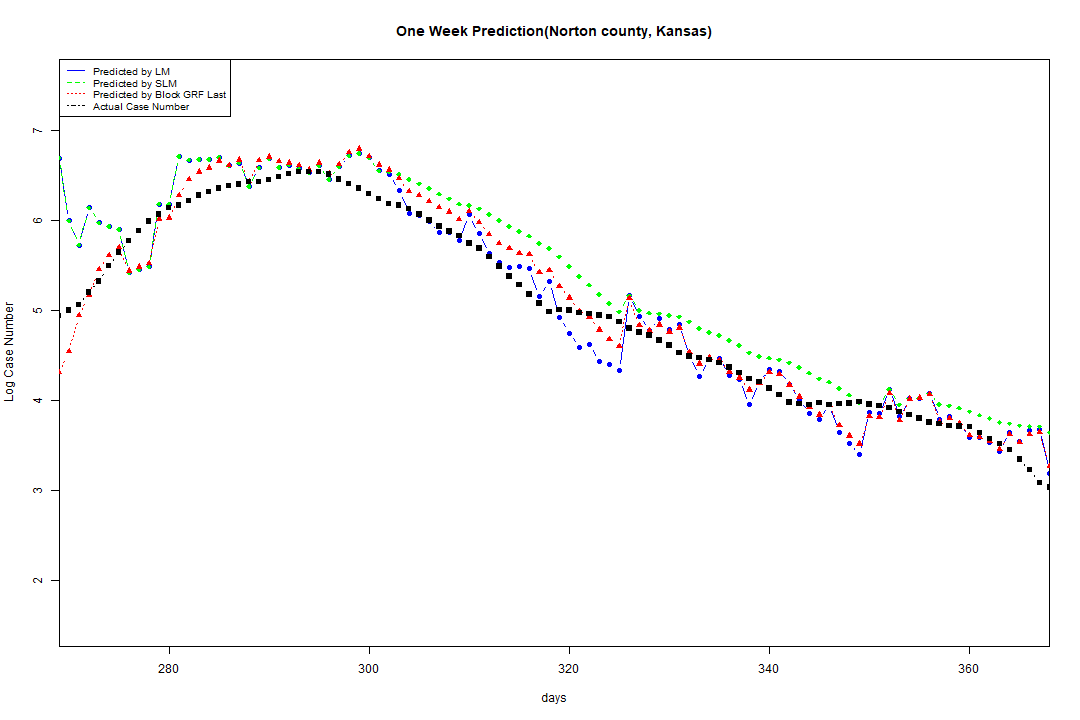 One Week Prediction(Norton county, Kansas)
Predicted by LM
Predicted by SLM
Predicted by Block GRF Last
Actual Case Number
7
6
5
4
3
2
Log Case Number
280
300
320
340
360
days